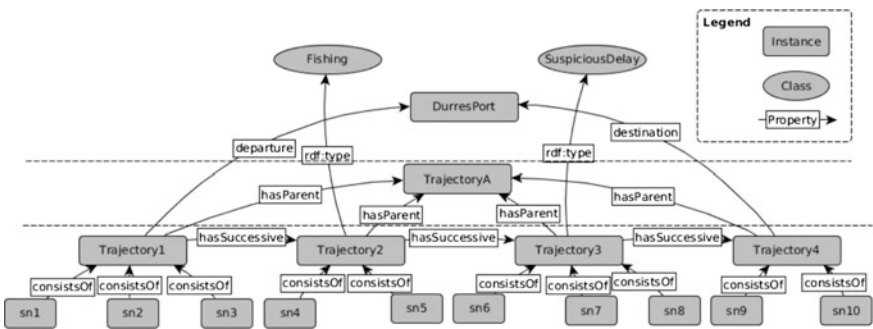 Legend
Instance
Class
Property
Fishing
SuspiciousDelay
DurresPort
departure
rdf:type
rdf:type
destination
TrajectoryA
hasParent
hasParent
hasParent
hasParent
Trajectory1
hasSuccessive
Trajectory2
hasSuccessive
Trajectory3
hasSuccessive
Trajectory4
consistsOf
consistsOf
consistsOf
consistsOf
consistsOf
consistsOf
consistsOf
consistsOf
consistsOf
consistsOf
sn1
sn2
sn3
sn4
sn5
sn6
sn7
sn8
sn9
sn10